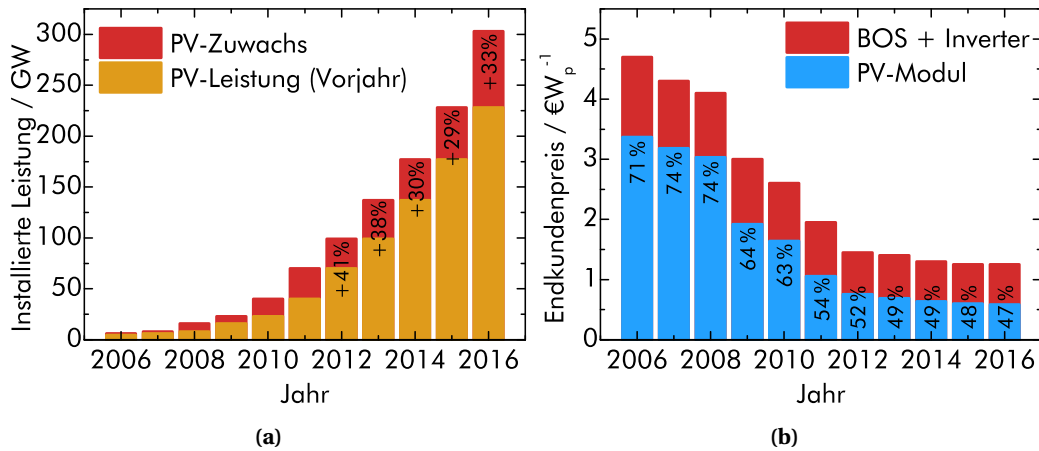 PV-Zuwachs
PV-Leistung (Vorjahr)
Installierte Leistung / GW
300
250
200
150
100
50
0
+41%
+38%
+30%
+29%
+33%
2006 2008 2010 2012 2014 2016
Jahr
(a)
BOS + Inverter
PV-Modul
Endkundenpreis / €Wp-1
5
4
3
2
1
0
71%
74%
74%
64%
63%
54%
52%
49%
49%
48%
47%
2006 2008 2010 2012 2014 2016
Jahr
(b)